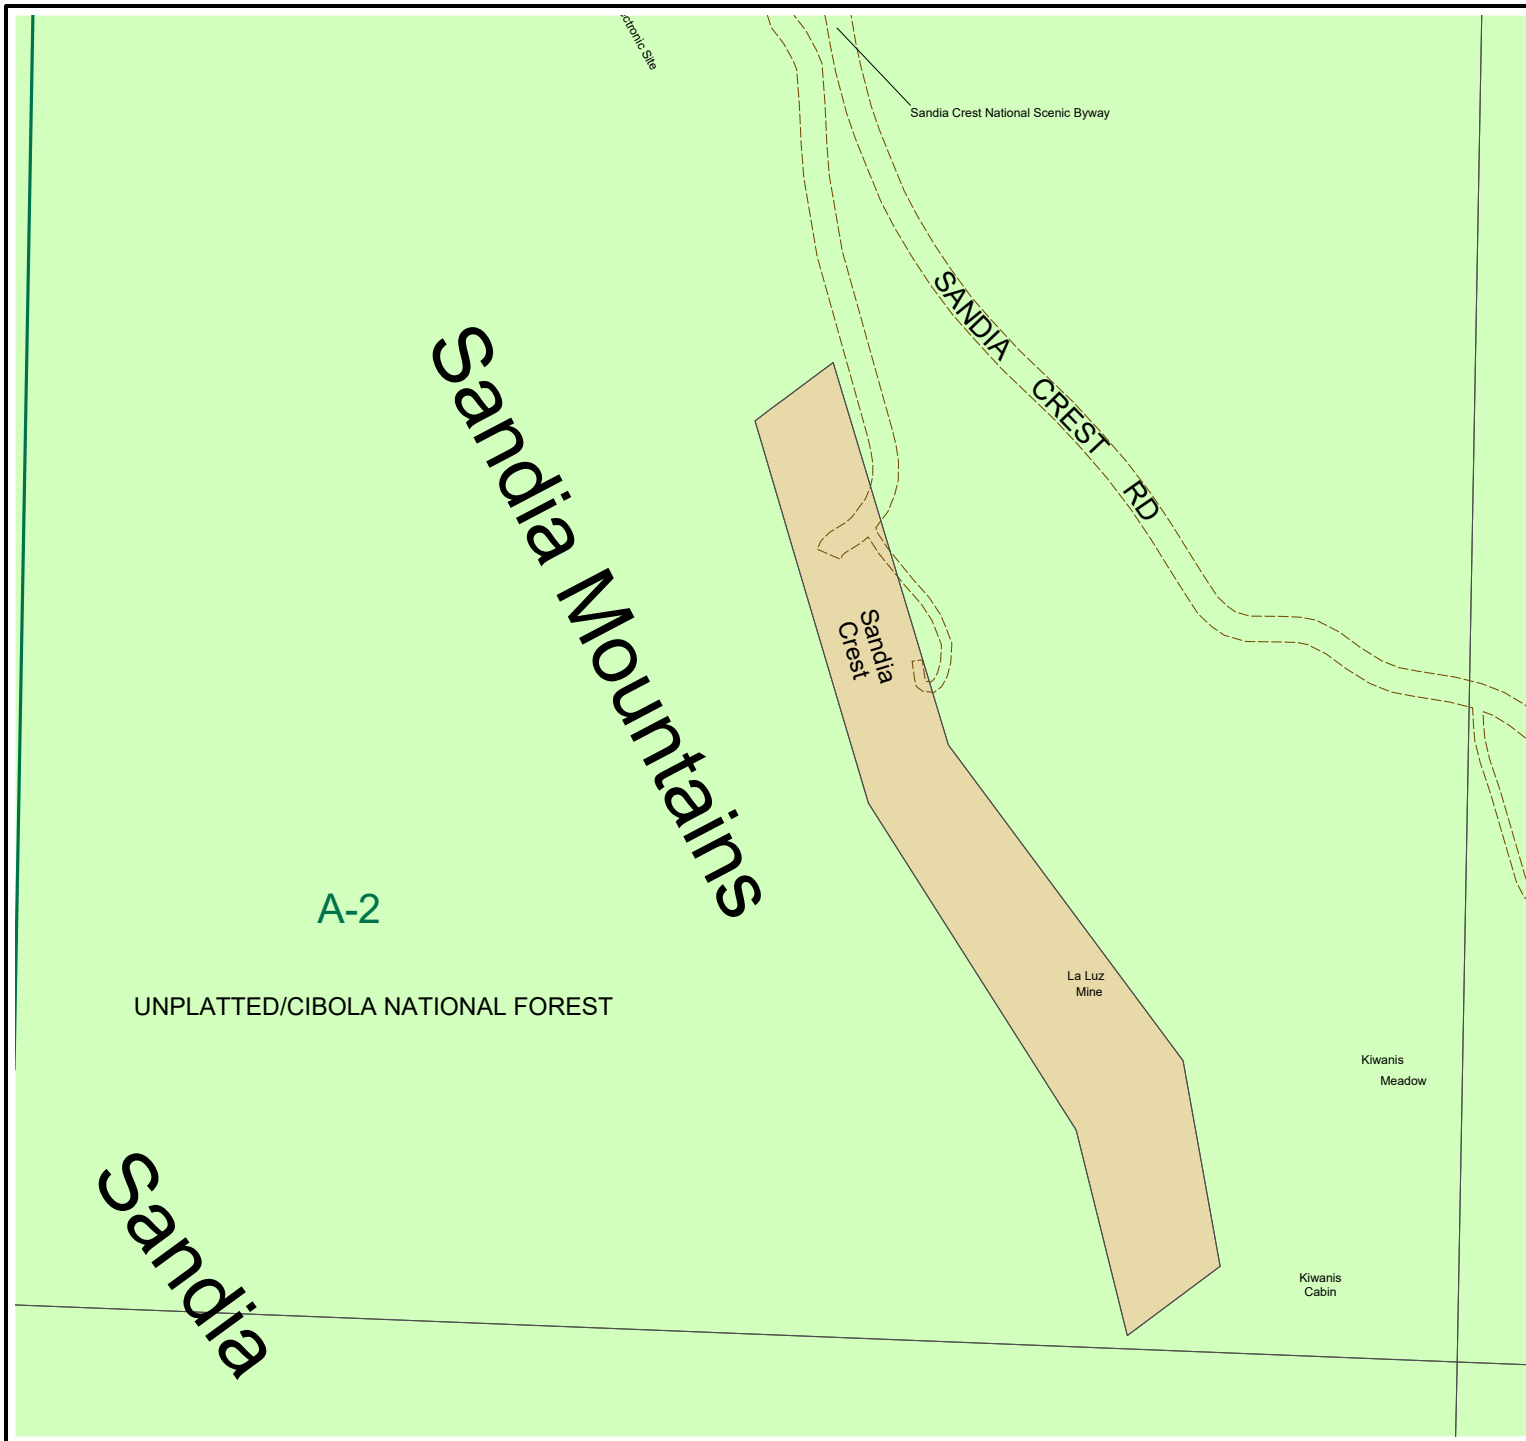 Site
Sandia Crest National Scenic Byway
SANDIA CREST RD
Sandia Mountains
Sandia
Crest
A-2
La Luz
Mine
UNPLATTED/CIBOLA NATIONAL FOREST
Kiwanis
Meadow
Sandia
Kiwanis
Cabin